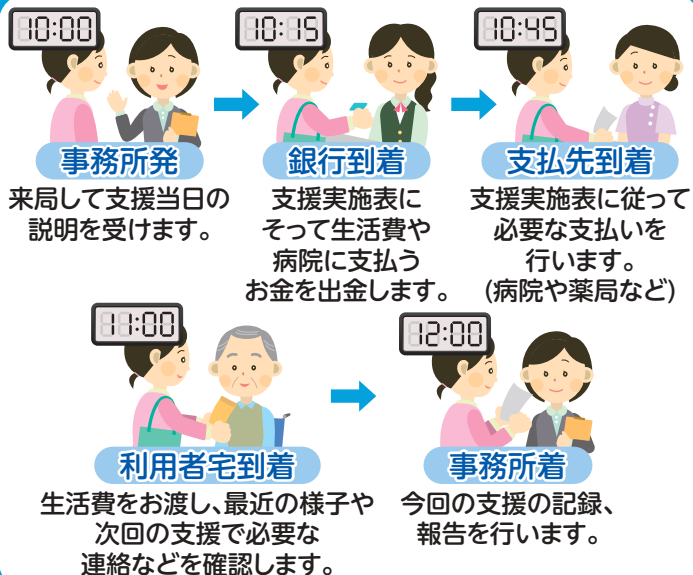 10:00
事務所発
来局して支援当日の
説明を受けます。
10:15
銀行到着
支援実施表に
そって生活費や
病院に支払う
お金を出金します。
10:45
支払先到着
支援実施表に従って
必要な支払いを
行います。
(病院や薬局など)
11:00
利用者宅到着
生活費をお渡し、最近の様子や
次回の支援で必要な
連絡などを確認します。
12:00
事務所着
今回の支援の記録、
報告を行います。